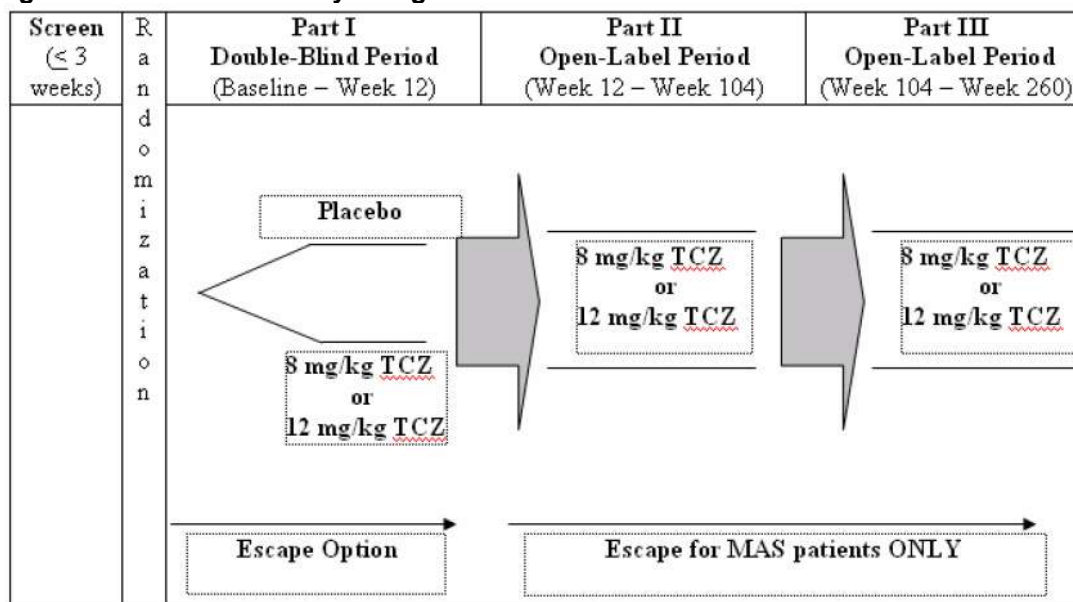 Screen
(≤ 3
weeks)
Randomization
Part I
Double-Blind Period
(Baseline – Week 12)
Part II
Open-Label Period
(Week 12 – Week 104)
Part III
Open-Label Period
(Week 104 – Week 260)
Placebo
8 mg/kg TCZ
or
12 mg/kg TCZ
8 mg/kg TCZ
or
12 mg/kg TCZ
8 mg/kg TCZ
or
12 mg/kg TCZ
Escape Option
Escape for MAS patients ONLY